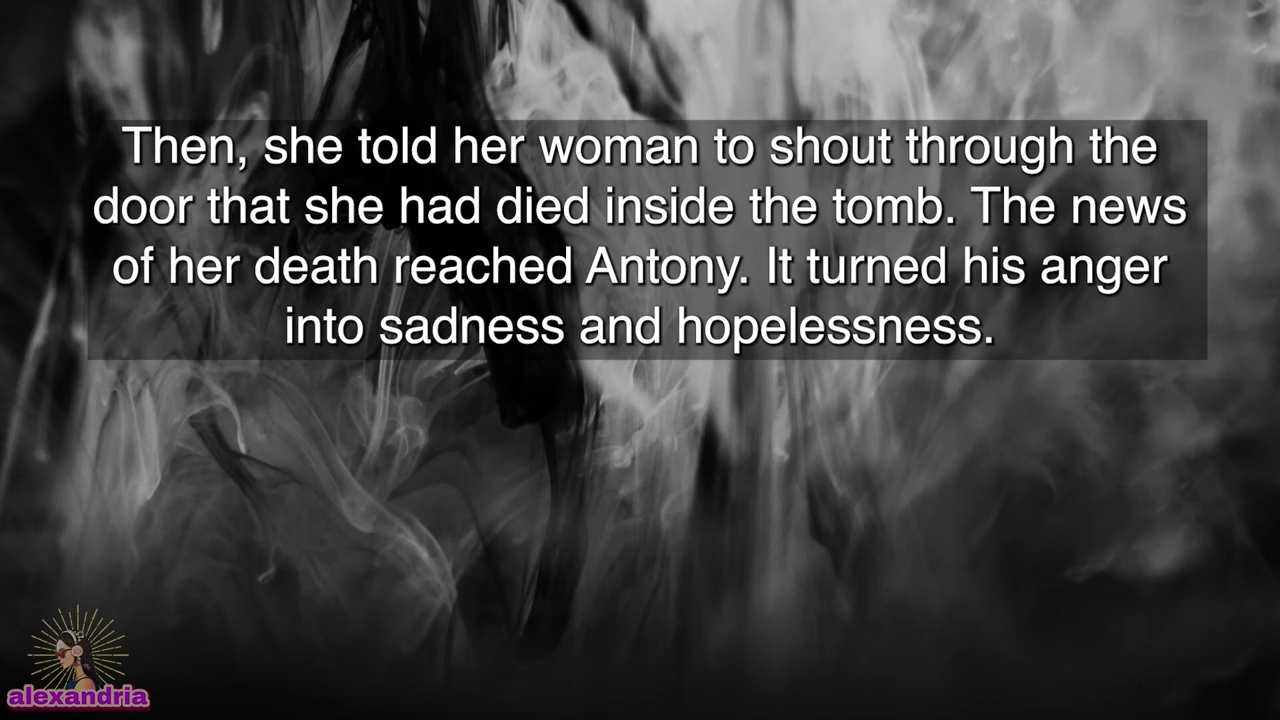 Then, she told her woman to shout through the
door that she had died inside the tomb. The news
of her death reached Antony. It turned his anger
into sadness and hopelessness.
alexandria